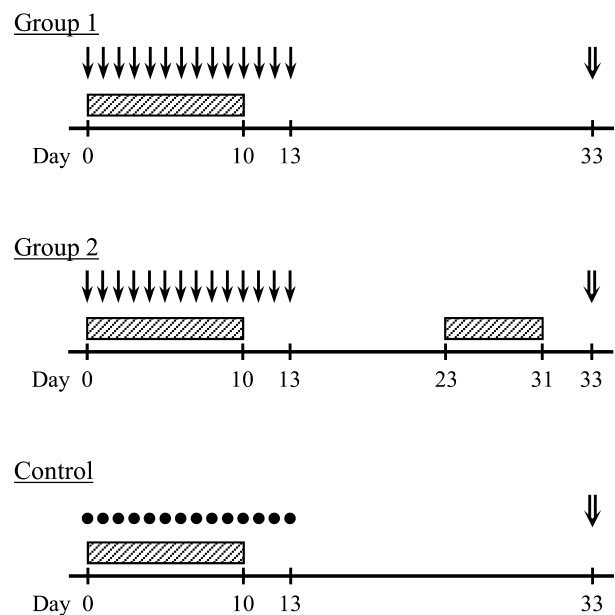 Group 1
Day 0 10 13 33
Group 2
Day 0 10 13 23 31 33
Control
Day 0 10 13 33